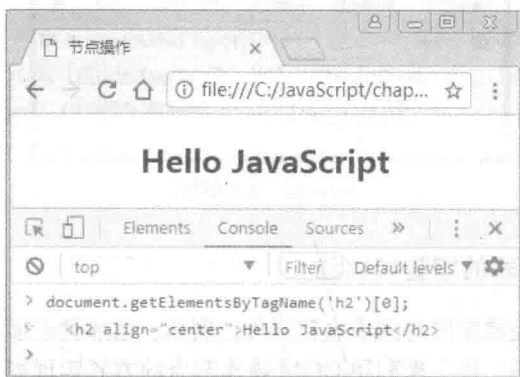 节点操作
file:///C:/JavaScript/chap...
Hello JavaScript
Elements Console Sources »
top Filter Default levels
> document.getElementsByTagName('h2')[0];
< <h2 align="center">Hello JavaScript</h2>
>